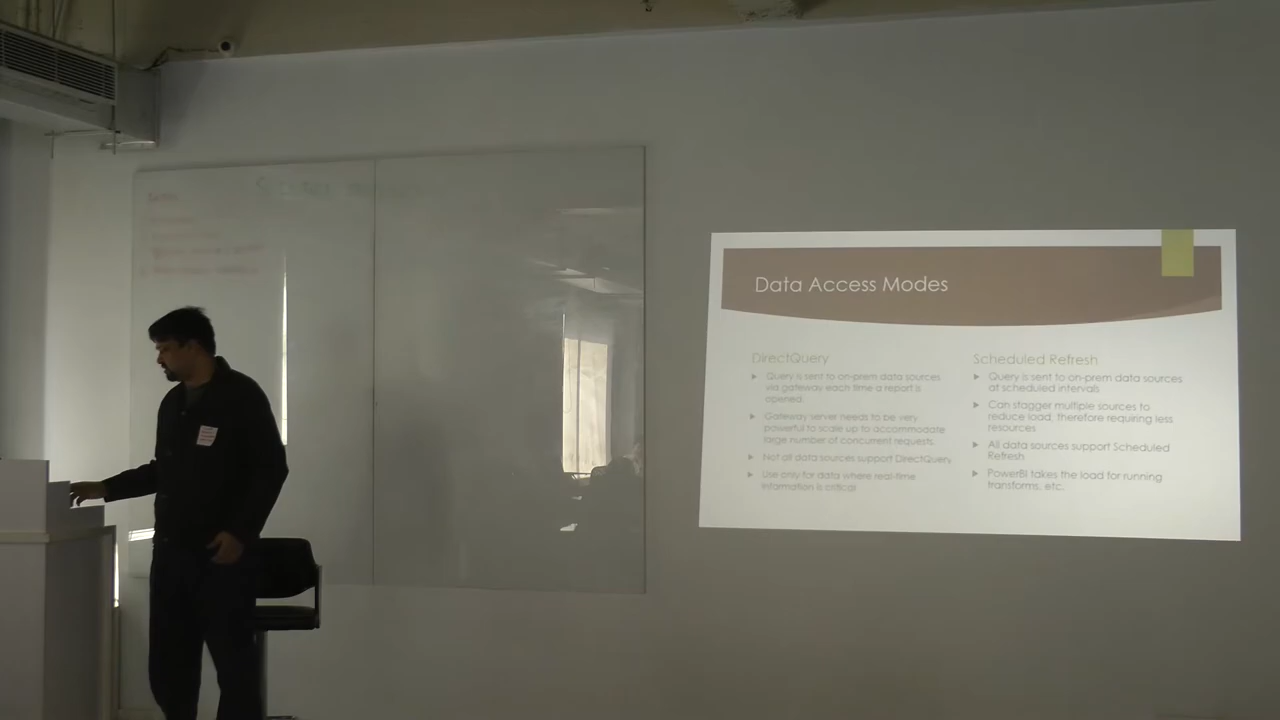 Data Access Modes
DirectQuery
Query is sent to on-prem data sources
via gateway each time a report is
opened.
Gateway server needs to be very
powerful to scale up to accommodate
large number of concurrent requests.
Not all data sources support DirectQuery
Use only for data where real-time
information is critical
Scheduled Refresh
Query is sent to on-prem data sources
at scheduled intervals
Can stagger multiple sources to
reduce load, therefore requiring less
resources
All data sources support Scheduled
Refresh
PowerBI takes the load for running
transforms, etc.